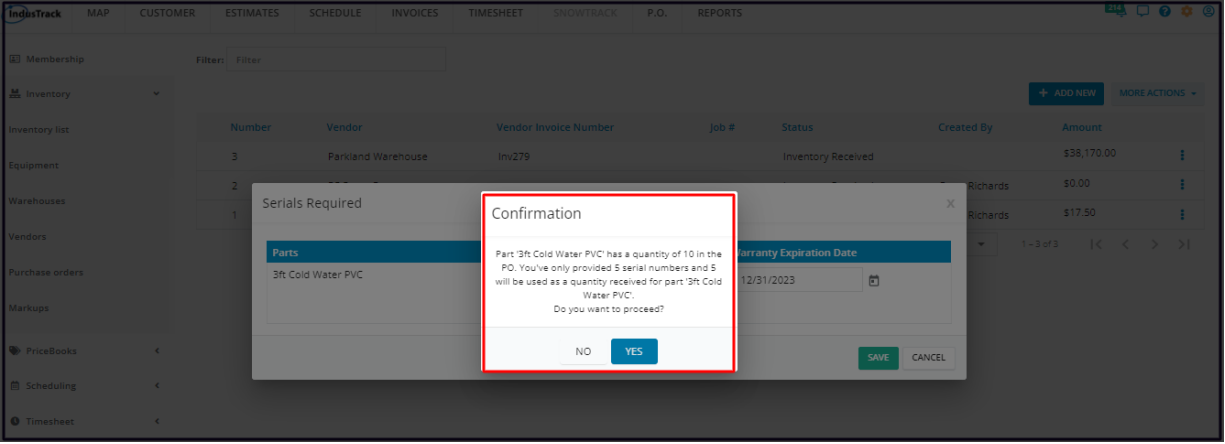 IndusTrack MAP CUSTOMER ESTIMATES SCHEDULE INVOICES TIMESHEET SNOWTRACK P.O. REPORTS 214
Membership
Filter: Filter
Inventory
+ ADD NEW MORE ACTIONS
Inventory list
Number Vendor Vendor Invoice Number Job # Status Created By Amount
3 Parkland Warehouse Inv279 Inventory Received $38,170.00
Equipment
2 Richards $0.00
Warehouses
1 Richards $17.50
Serials Required X
Confirmation
Vendors
1 – 3 of 3
Parts Warranty Expiration Date
Part '3ft Cold Water PVC' has a quantity of 10 in the
PO. You've only provided 5 serial numbers and 5
will be used as a quantity received for part '3ft Cold
Water PVC'.
Do you want to proceed?
Purchase orders
3ft Cold Water PVC 12/31/2023
Markups
PriceBooks
NO YES
SAVE CANCEL
Scheduling
Timesheet